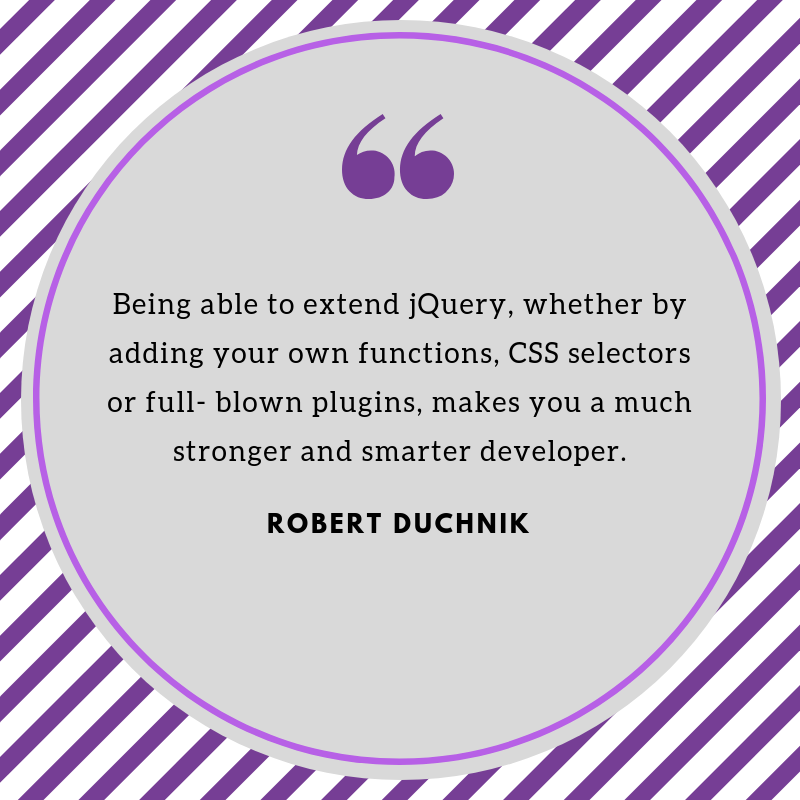 Being able to extend jQuery, whether by
adding your own functions, CSS selectors
or full- blown plugins, makes you a much
stronger and smarter developer.
ROBERT DUCHNIK